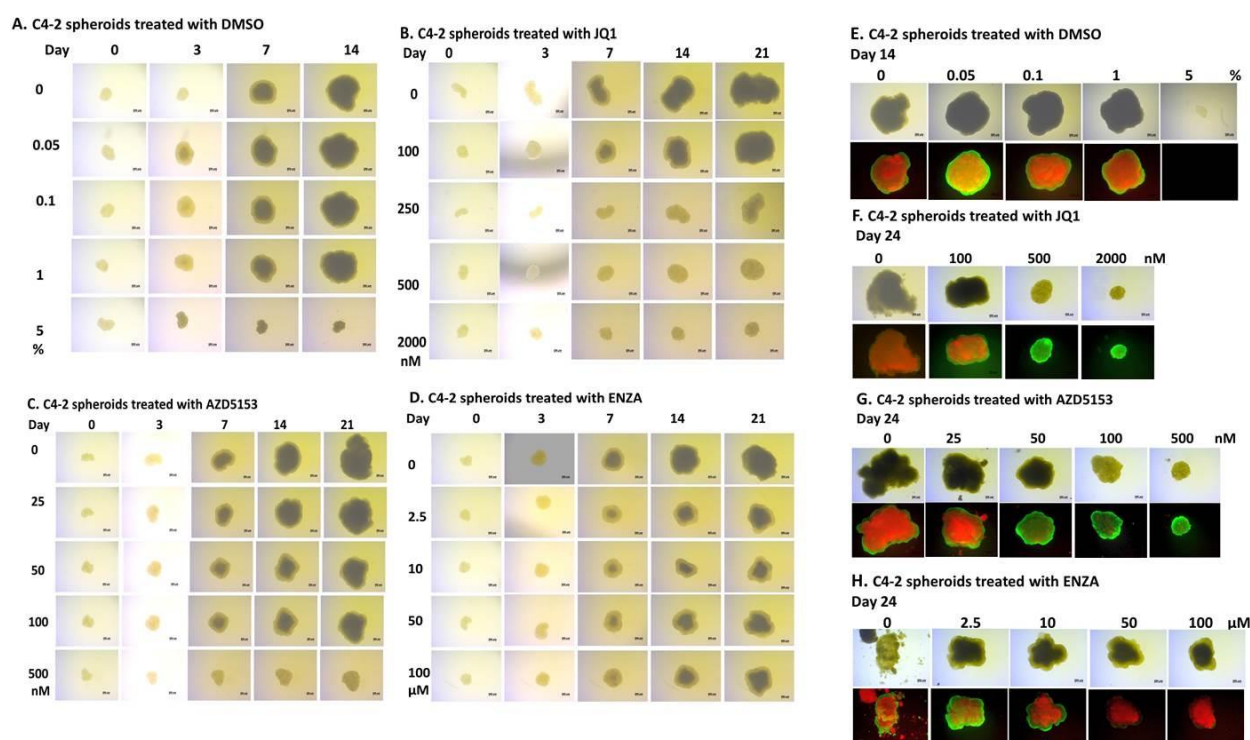 A. C4-2 spheroids treated with DMSO
Day 0 3 7 14
0
0.05
0.1
1
5
%
B. C4-2 spheroids treated with JQ1
Day 0 3 7 14 21
0
100
250
500
2000
nM
C. C4-2 spheroids treated with AZD5153
Day 0 3 7 14 21
0
25
50
100
500
nM
D. C4-2 spheroids treated with ENZA
Day 0 3 7 14 21
0
2.5
10
50
100
µM
E. C4-2 spheroids treated with DMSO
Day 14
0 0.05 0.1 1 5 %
F. C4-2 spheroids treated with JQ1
Day 24
0 100 500 2000 nM
G. C4-2 spheroids treated with AZD5153
Day 24
0 25 50 100 500 nM
H. C4-2 spheroids treated with ENZA
Day 24
0 2.5 10 50 100 µM